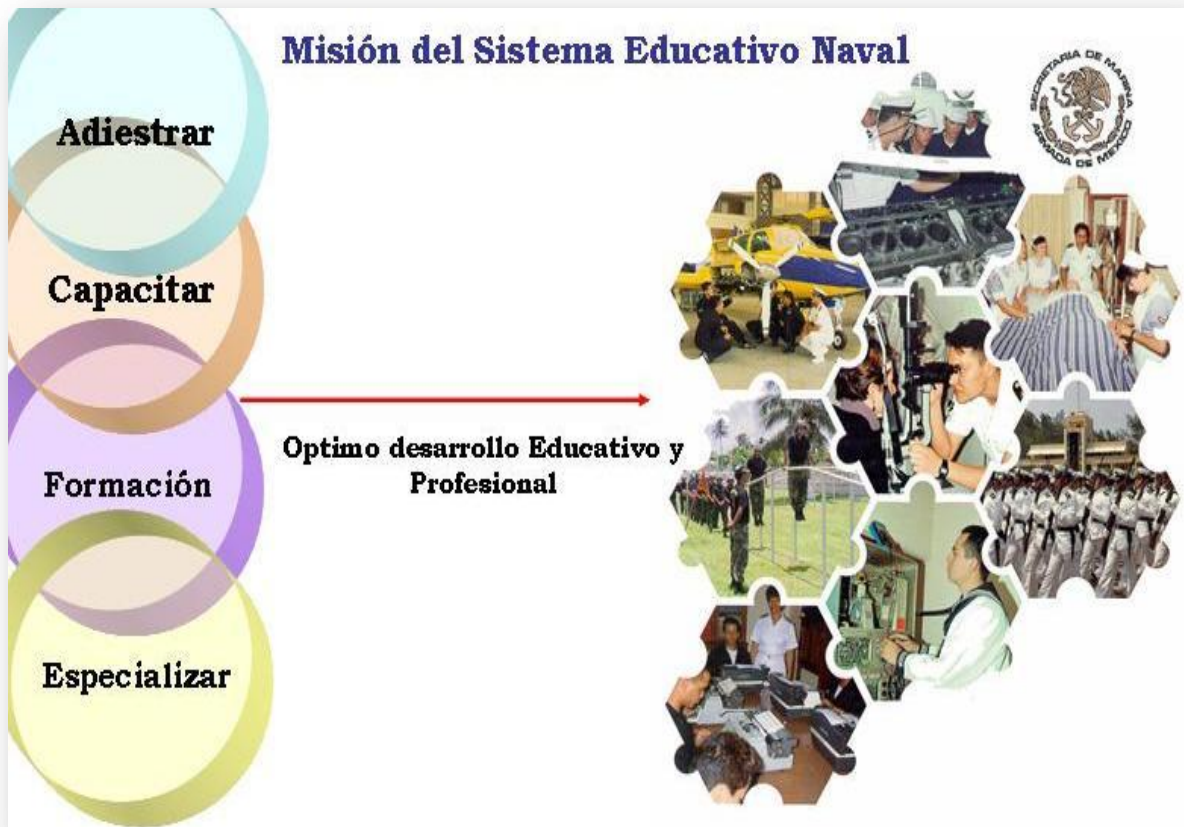 Misión del Sistema Educativo Naval
SECRETARIA DE MARINA
ARMADA DE MEXICO
Adiestrar
Capacitar
Formación
Especializar
Optimo desarrollo Educativo y
Profesional